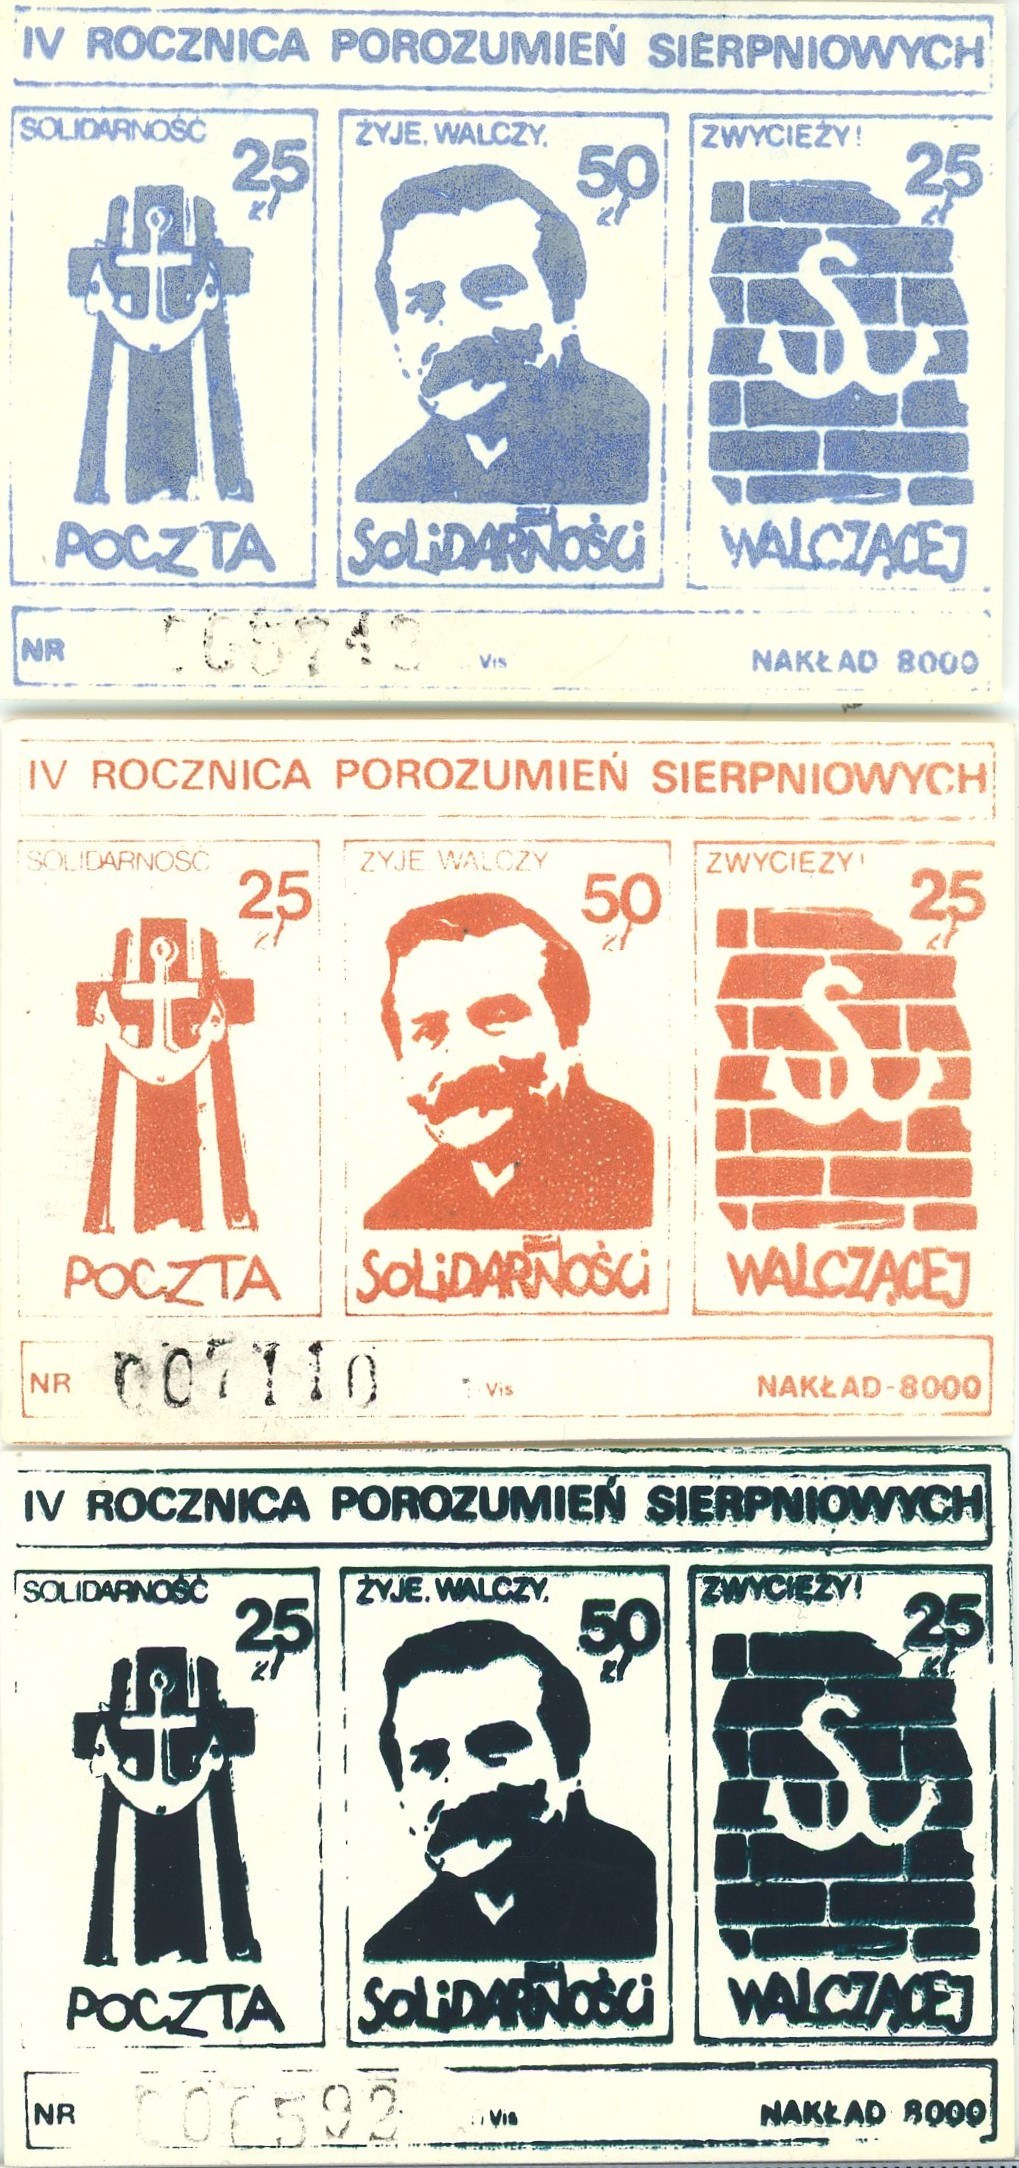 IV ROCZNICA POROZUMIEŃ SIERPNIOWYCH
SOLIDARNOŚĆ
25
zł
POCZTA
ŻYJE. WALCZY.
50
zł
SOLiDARNOŚCi
ZWYCIĘŻY!
25
zł
WALCZĄCEJ
NR
Vis
NAKŁAD 8000
IV ROCZNICA POROZUMIEŃ SIERPNIOWYCH
SOLIDARNOŚĆ
25
zł
POCZTA
ŻYJE. WALCZY
50
zł
SOLiDARNOŚCi
ZWYCIĘŻY!
25
zł
WALCZĄCEJ
NR 007110
Vis
NAKŁAD-8000
IV ROCZNICA POROZUMIEŃ SIERPNIOWYCH
SOLIDARNOŚĆ
25
zł
POCZTA
ŻYJE. WALCZY.
50
zł
SOLiDARNOŚCi
ZWYCIĘŻY!
25
zł
WALCZĄCEJ
NR
Vis
NAKŁAD 8000